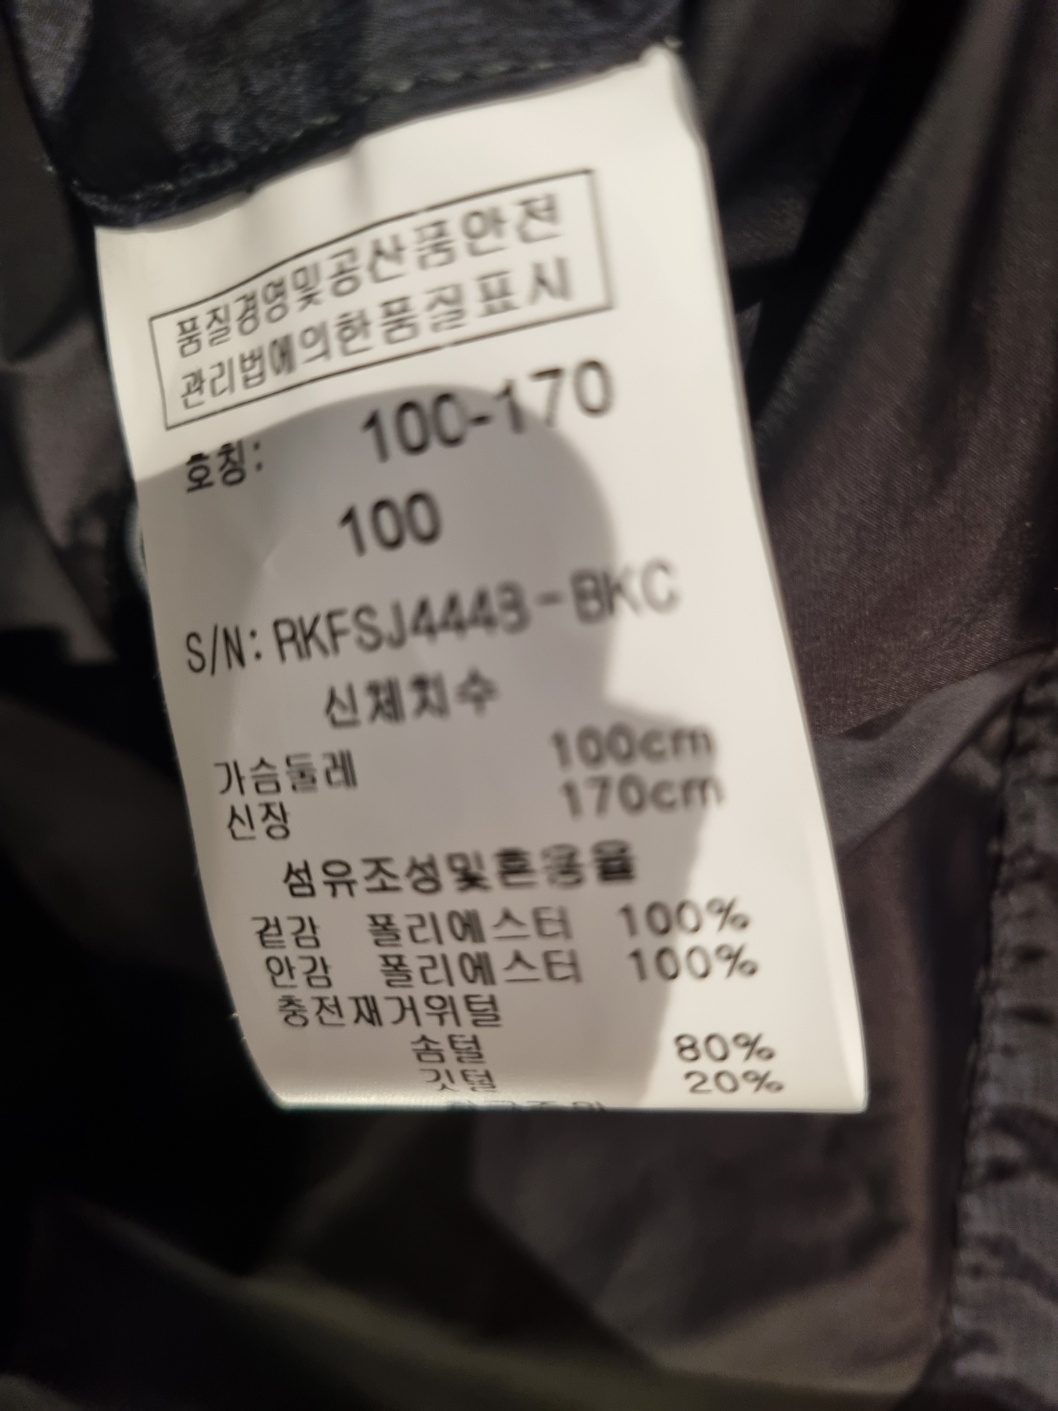 품질경영및공산품안전
관리법에의한품질표시
호칭: 100-170
100
S/N: RKFSJ4443-BKC
신체치수
가슴둘레 100cm
신장 170cm
섬유조성및혼용율
겉감 폴리에스터 100%
안감 폴리에스터 100%
충전재거위털
솜털 80%
깃털 20%